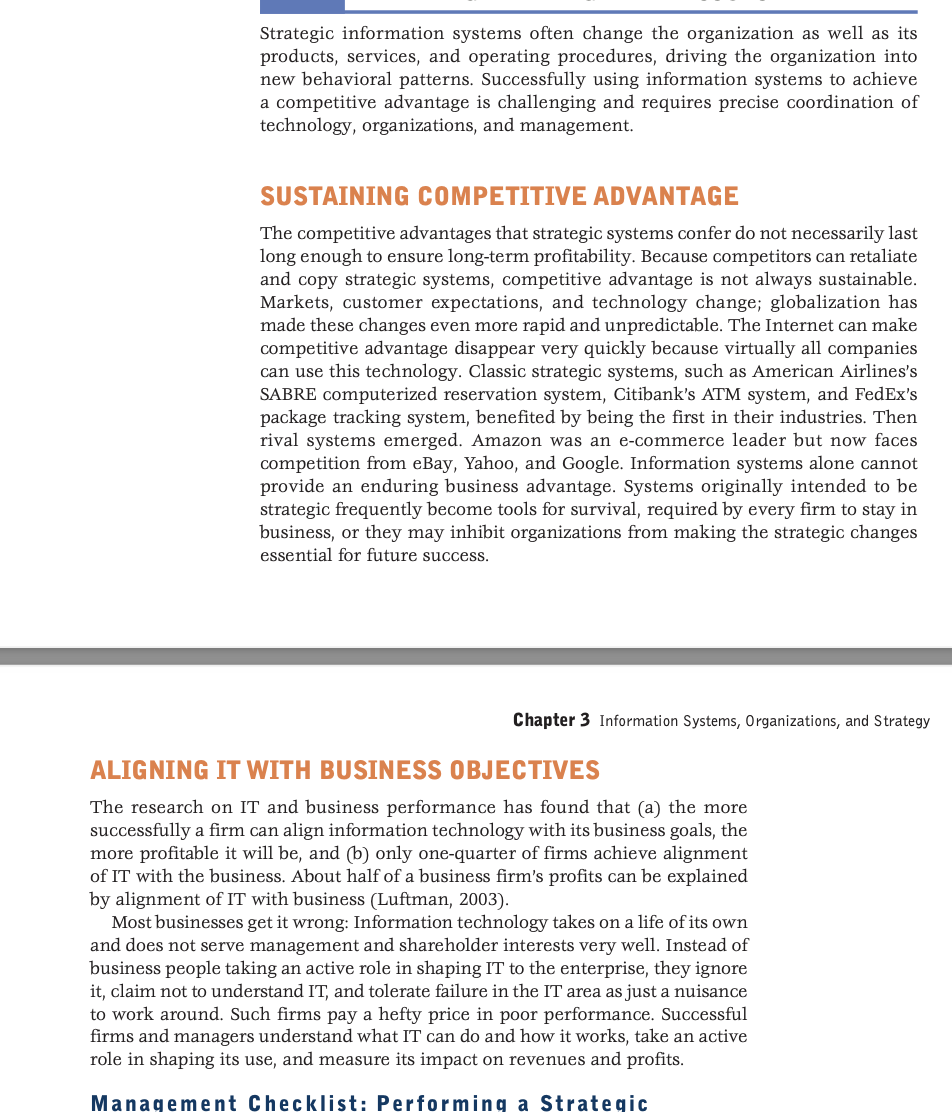 Strategic information systems often change the organization as well as its
products, services, and operating procedures, driving the organization into
new behavioral patterns. Successfully using information systems to achieve
a competitive advantage is challenging and requires precise coordination of
technology, organizations, and management.
SUSTAINING COMPETITIVE ADVANTAGE
The competitive advantages that strategic systems confer do not necessarily last
long enough to ensure long-term profitability. Because competitors can retaliate
and copy strategic systems, competitive advantage is not always sustainable.
Markets, customer expectations, and technology change; globalization has
made these changes even more rapid and unpredictable. The Internet can make
competitive advantage disappear very quickly because virtually all companies
can use this technology. Classic strategic systems, such as American Airlines's
SABRE computerized reservation system, Citibank's ATM system, and FedEx's
package tracking system, benefited by being the first in their industries. Then
rival systems emerged. Amazon was an e-commerce leader but now faces
competition from eBay, Yahoo, and Google. Information systems alone cannot
provide an enduring business advantage. Systems originally intended to be
strategic frequently become tools for survival, required by every firm to stay in
business, or they may inhibit organizations from making the strategic changes
essential for future success.
Chapter 3 Information Systems, Organizations, and Strategy
ALIGNING IT WITH BUSINESS OBJECTIVES
The research on IT and business performance has found that (a) the more
successfully a firm can align information technology with its business goals, the
more profitable it will be, and (b) only one-quarter of firms achieve alignment
of IT with the business. About half of a business firm's profits can be explained
by alignment of IT with business (Luftman, 2003).
Most businesses get it wrong: Information technology takes on a life of its own
and does not serve management and shareholder interests very well. Instead of
business people taking an active role in shaping IT to the enterprise, they ignore
it, claim not to understand IT, and tolerate failure in the IT area as just a nuisance
to work around. Such firms pay a hefty price in poor performance. Successful
firms and managers understand what IT can do and how it works, take an active
role in shaping its use, and measure its impact on revenues and profits.
Management Checklist: Performing a Strategic